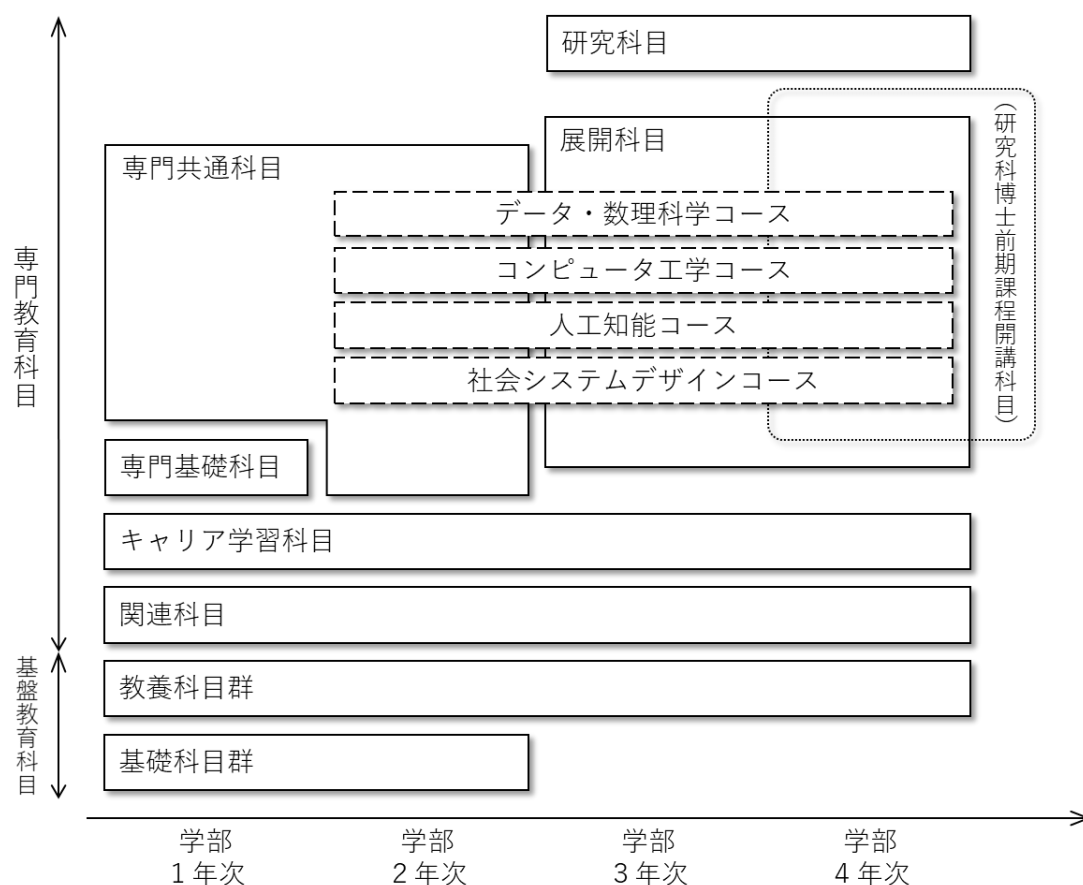 研究科目
展開科目
(研究科博士前期課程開講科目)
専門共通科目
データ・数理科学コース
コンピュータ工学コース
人工知能コース
社会システムデザインコース
専門教育科目
専門基礎科目
キャリア学習科目
関連科目
基盤教育科目
教養科目群
基礎科目群
学部
1年次
学部
2年次
学部
3年次
学部
4年次